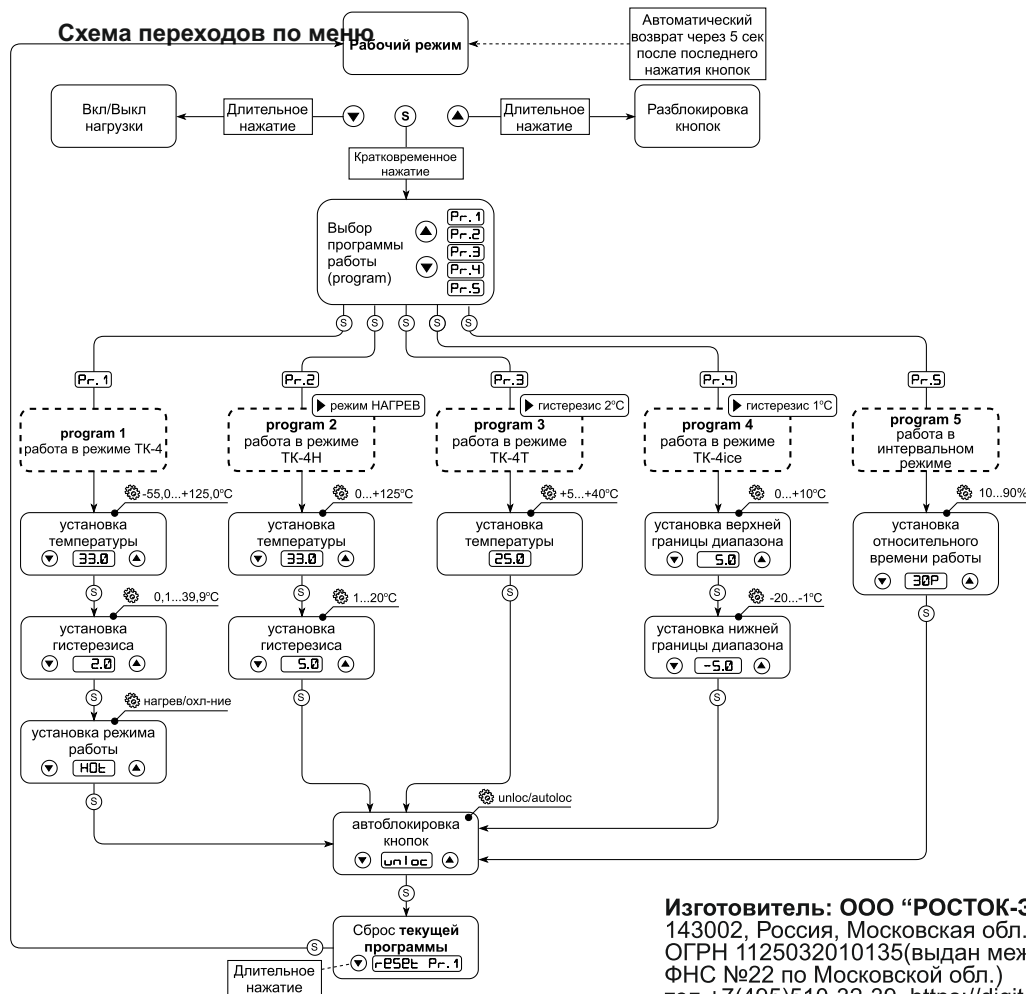 Схема переходов по меню
Рабочий режим
Автоматический
возврат через 5 сек
после последнего
нажатия кнопок
Вкл/Выкл
нагрузки
Длительное
нажатие
S
Длительное
нажатие
Разблокировка
кнопок
Кратковременное
нажатие
Выбор
программы
работы
(program)
Pr.1
Pr.2
Pr.3
Pr.4
Pr.5
S S S S S
Pr.1
Pr.2
Pr.3
Pr.4
Pr.5
режим НАГРЕВ
гистерезис 2°C
гистерезис 1°C
program 1
работа в режиме ТК-4
program 2
работа в режиме
ТК-4Н
program 3
работа в режиме
ТК-4Т
program 4
работа в режиме
TK-4ice
program 5
работа в
интервальном
режиме
-55,0...+125,0°C
0...+125°C
+5...+40°C
0...+10°C
10...90%
установка
температуры
33.0
установка
температуры
33.0
установка
температуры
25.0
установка верхней
границы диапазона
5.0
установка
относительного
времени работы
30P
S S S S S
0,1...39,9°C
1...20°C
-20...-1°C
установка
гистерезиса
2.0
установка
гистерезиса
5.0
установка нижней
границы диапазона
-5.0
S S S
нагрев/охл-ние
установка режима
работы
HOt
S
unloc/autoloc
автоблокировка
кнопок
unloc
S
Сброс текущей
программы
reset Pr.1
S
Длительное
нажатие
Изготовитель: ООО “РОСТОК-Э
143002, Россия, Московская обл.
ОГРН 1125032010135(выдан меж
ФНС №22 по Московской обл.)